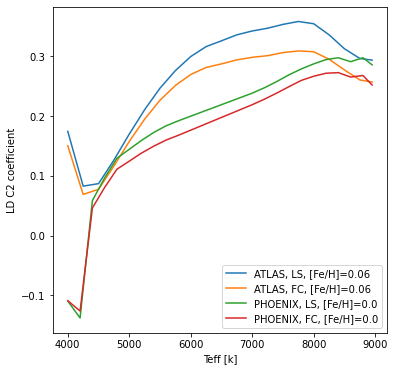 LD C2 coefficient
0.3
0.2
0.1
0.0
−0.1
4000 5000 6000 7000 8000 9000
Teff [k]
ATLAS, LS, [Fe/H]=0.06
ATLAS, FC, [Fe/H]=0.06
PHOENIX, LS, [Fe/H]=0.0
PHOENIX, FC, [Fe/H]=0.0